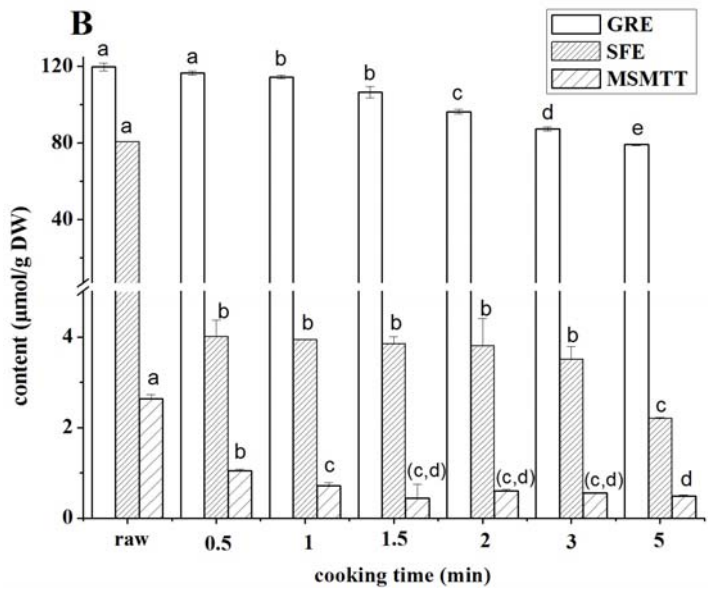 B
GRE
SFE
MSMTT
a a b b c d e
120
a
80
40
content (μmol/g DW)
b b b b b
4
a c
2
b c (c,d) (c,d) (c,d) d
0
raw 0.5 1 1.5 2 3 5
cooking time (min)